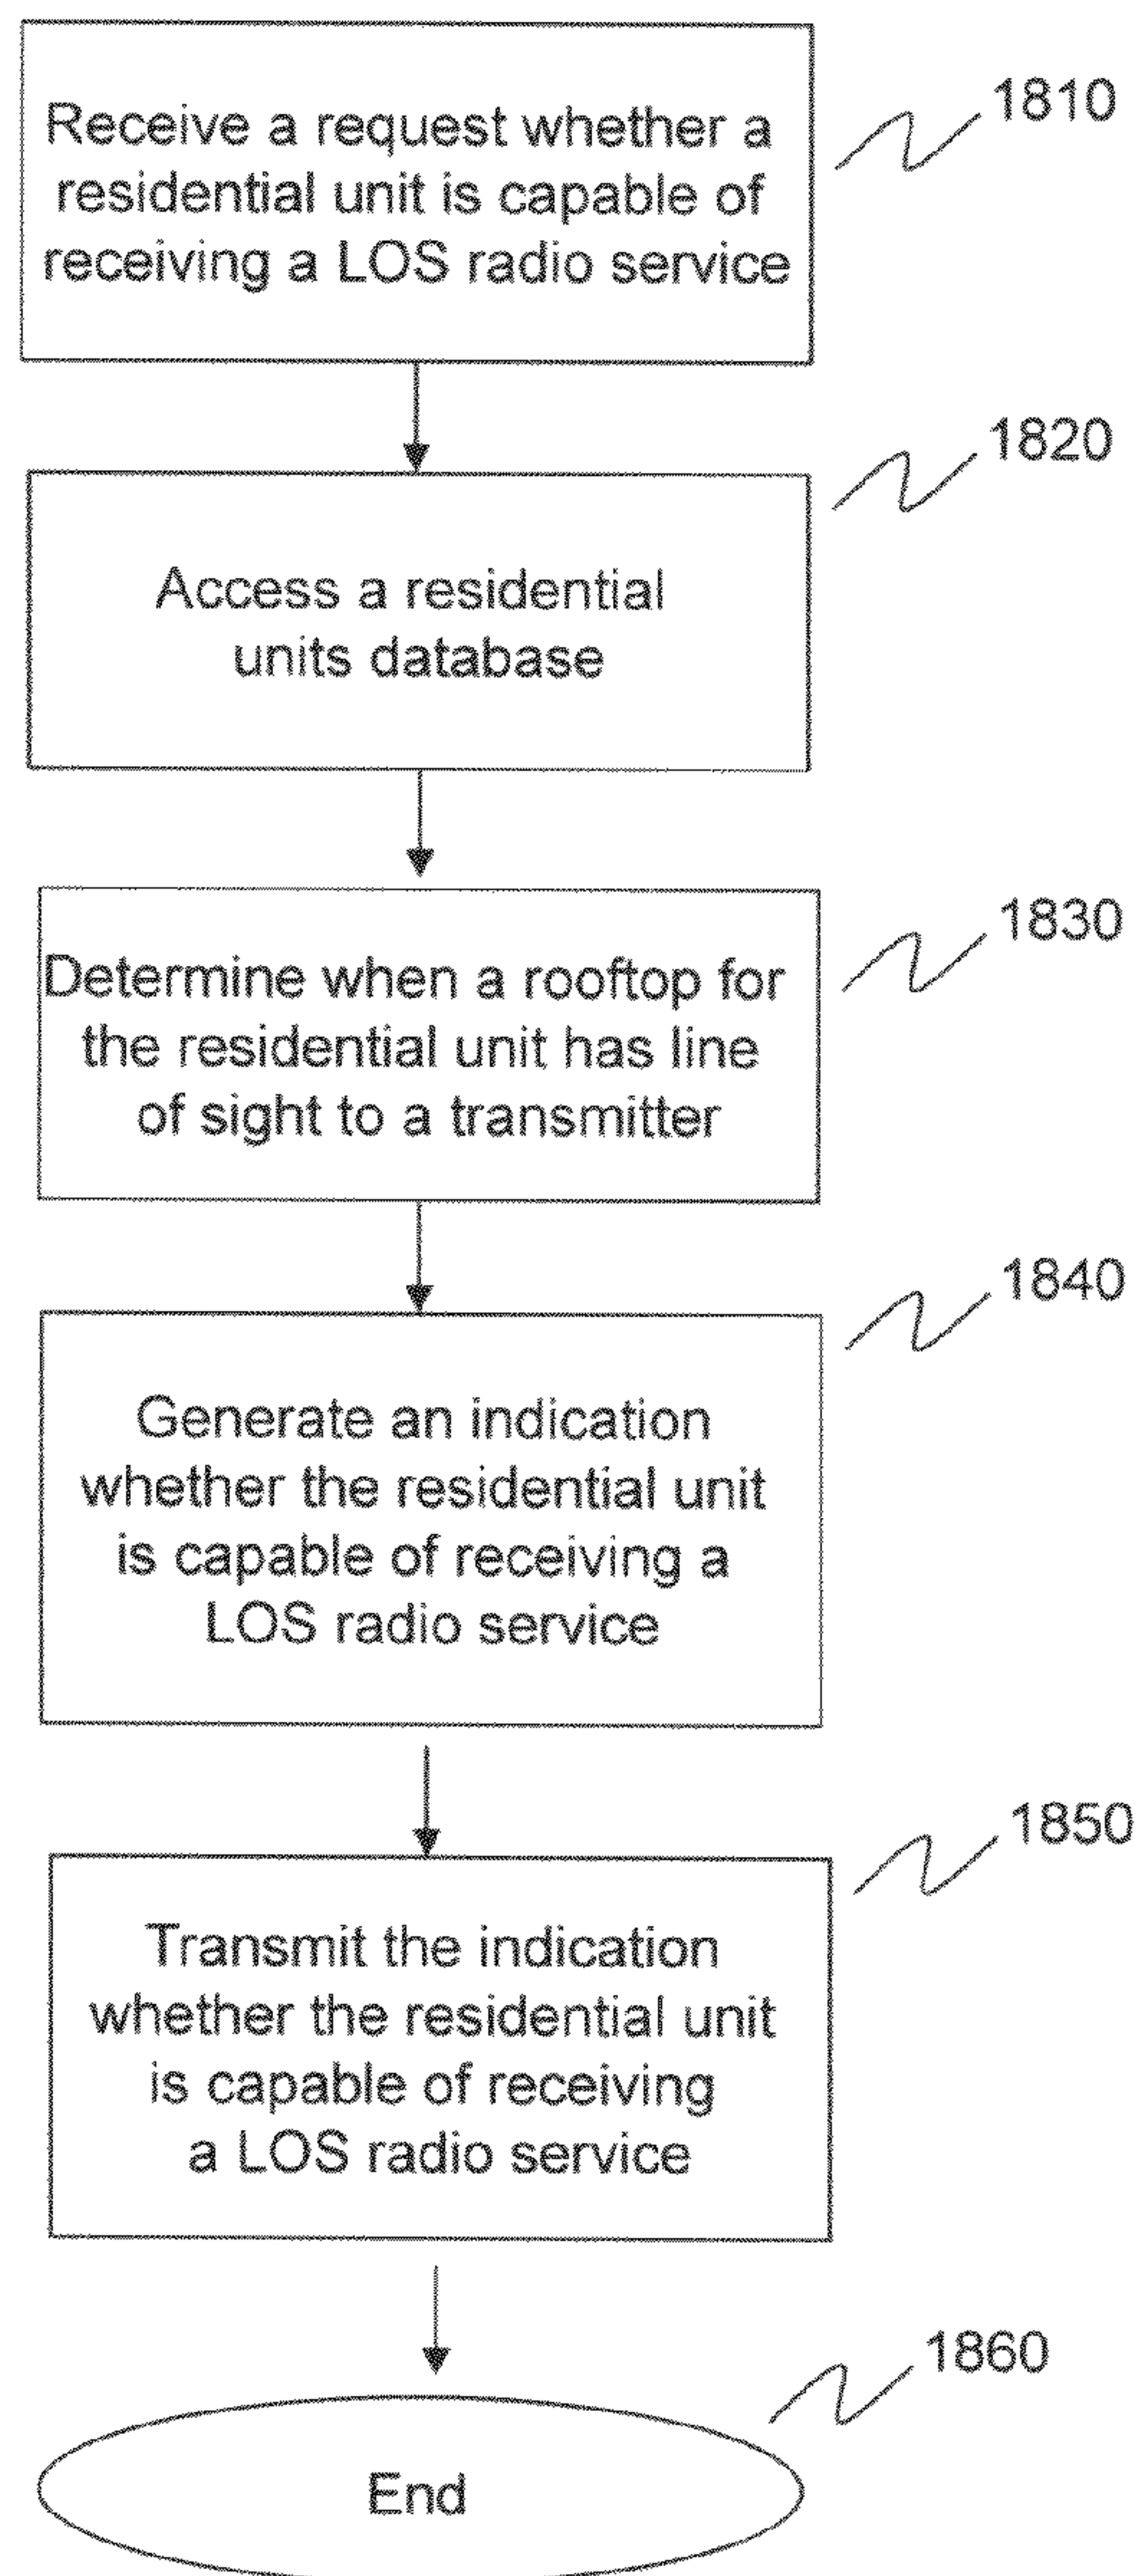 Receive a request whether a
residential unit is capable of
receiving a LOS radio service
1810
Access a residential
units database
1820
Determine when a rooftop for
the residential unit has line
of sight to a transmitter
1830
Generate an indication
whether the residential unit
is capable of receiving a
LOS radio service
1840
Transmit the indication
whether the residential unit
is capable of receiving
a LOS radio service
1850
End
1860